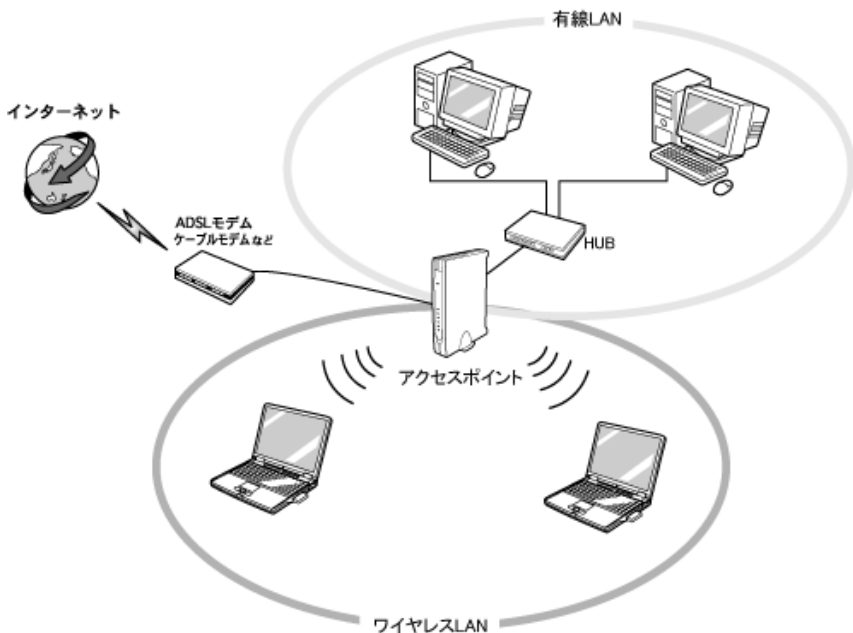 有線LAN
インターネット
ADSLモデム
ケーブルモデムなど
HUB
アクセスポイント
ワイヤレスLAN